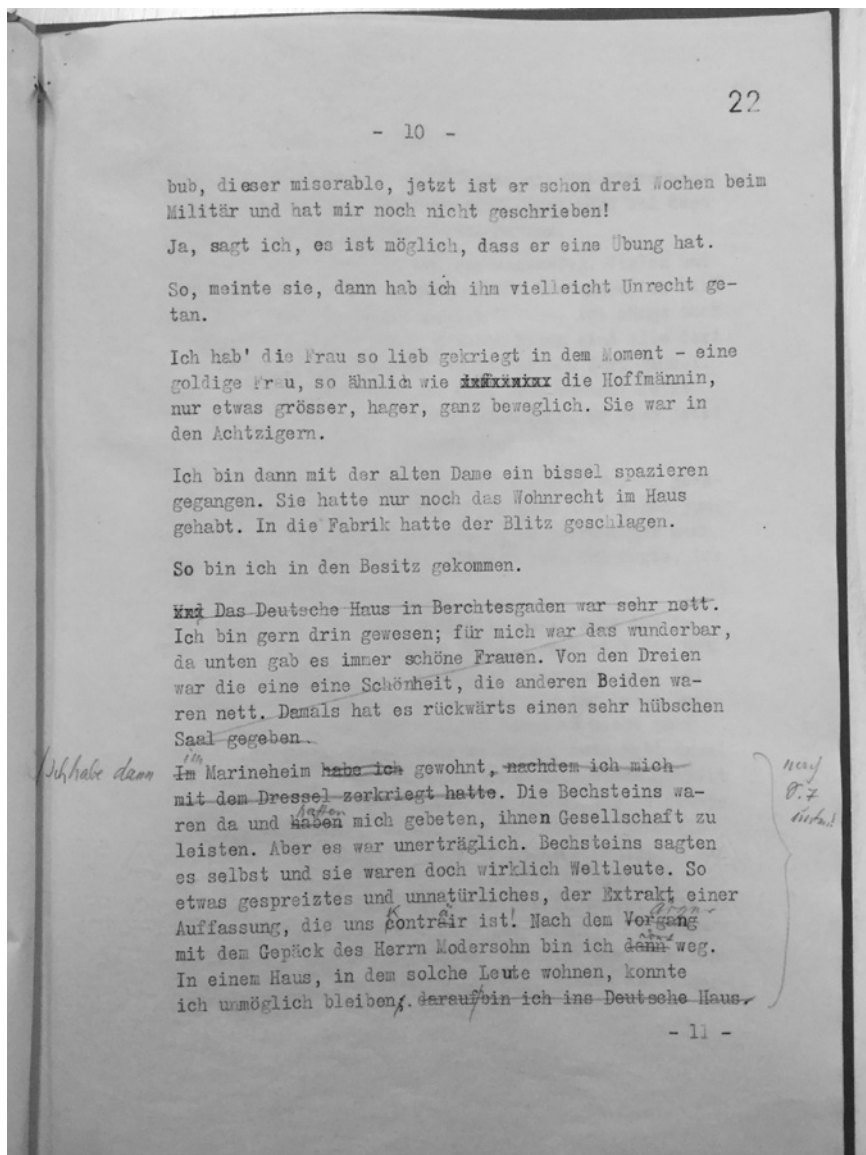 22
- 10 -
bub, dieser miserable, jetzt ist er schon drei Wochen beim
Militär und hat mir noch nicht geschrieben!
Ja, sagt ich, es ist möglich, dass er eine Übung hat.
So, meinte sie, dann hab ich ihm vielleicht Unrecht ge-
tan.
Ich hab' die Frau so lieb gekriegt in dem Moment - eine
goldige Frau, so ähnlich wie die Hoffmännin,
nur etwas grösser, hager, ganz beweglich. Sie war in
den Achtzigern.
Ich bin dann mit der alten Dame ein bissel spazieren
gegangen. Sie hatte nur noch das Wohnrecht im Haus
gehabt. In die Fabrik hatte der Blitz geschlagen.
So bin ich in den Besitz gekommen.
Das Deutsche Haus in Berchtesgaden war sehr nett.
Ich bin gern drin gewesen; für mich war das wunderbar,
da unten gab es immer schöne Frauen. Von den Dreien
war die eine eine Schönheit, die anderen Beiden wa-
ren nett. Damals hat es rückwärts einen sehr hübschen
Saal gegeben.
im
Ich habe dann Im Marineheim habe ich gewohnt, nachdem ich mich
mit dem Dressel zerkriegt hatte. Die Bechsteins wa-
hatten
ren da und haben mich gebeten, ihnen Gesellschaft zu
leisten. Aber es war unerträglich. Bechsteins sagten
es selbst und sie waren doch wirklich Weltleute. So
etwas gespreiztes und unnatürliches, der Extrakt einer
Auffassung, die uns conträir ist! Nach dem Vorgang
mit dem Gepäck des Herrn Modersohn bin ich dann weg.
In einem Haus, in dem solche Leute wohnen, konnte
ich unmöglich bleiben. darauf bin ich ins Deutsche Haus.
- 11 -